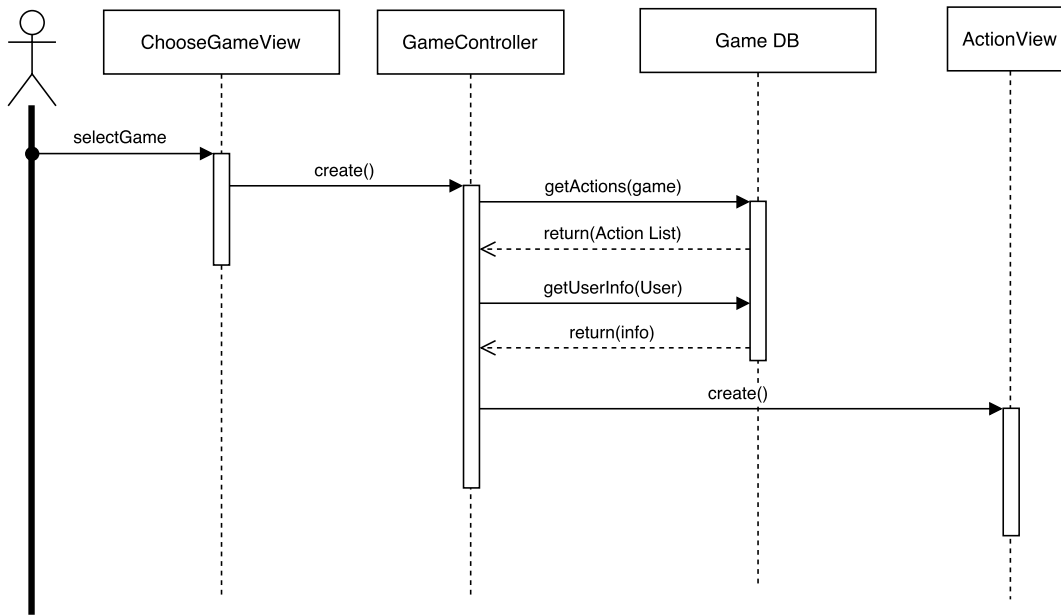 ChooseGameView
GameController
Game DB
ActionView
selectGame
create()
getActions(game)
return(Action List)
getUserInfo(User)
return(info)
create()